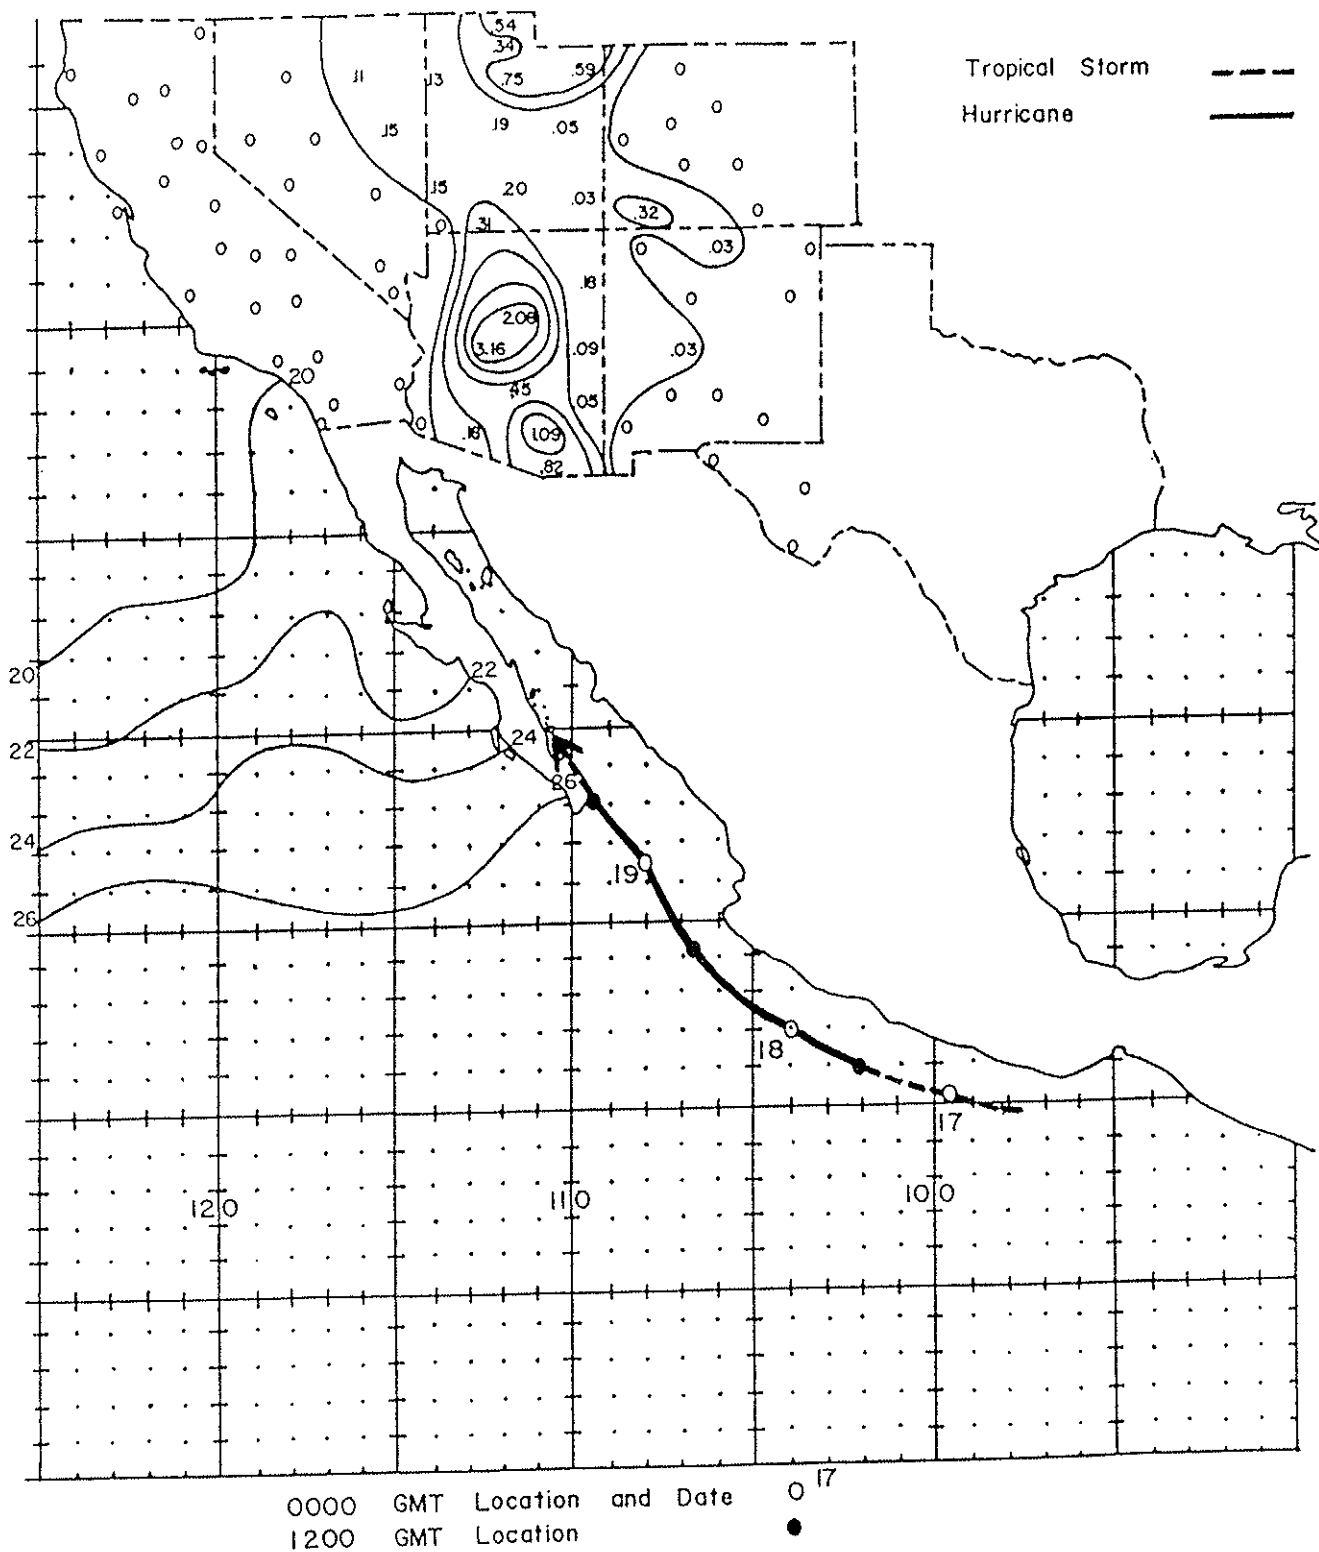 .54
.34
Tropical Storm
.11 .13 .75 .59
Hurricane
.15 .19 .05
.15 .20 .03
.31 .32
.03
.18
2.08
3.16 .09 .03
20 .45
.05
.18 1.09
.82
20 22
22 24
26
24
19
26
18
17
120 110 100
0000 GMT Location and Date 17
1200 GMT Location